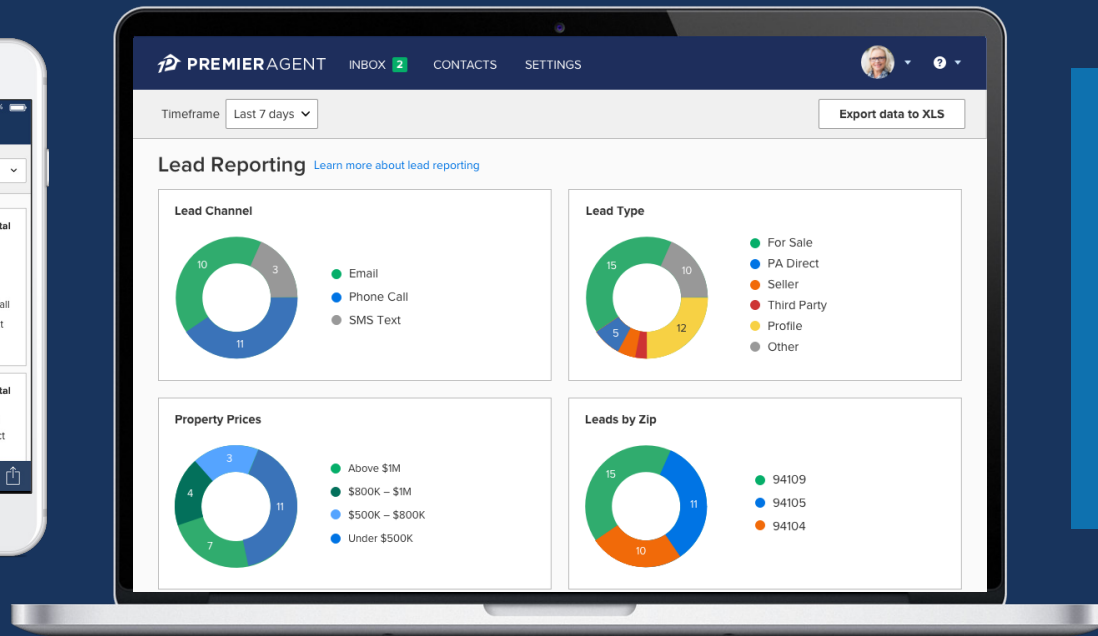 PREMIERAGENT INBOX 2 CONTACTS SETTINGS ?
Timeframe Last 7 days Export data to XLS
Lead Reporting Learn more about lead reporting
Lead Channel
10
3
11
Email
Phone Call
SMS Text
Lead Type
15
10
5
12
For Sale
PA Direct
Seller
Third Party
Profile
Other
Property Prices
3
4
11
7
Above $1M
$800K – $1M
$500K – $800K
Under $500K
Leads by Zip
15
11
10
94109
94105
94104